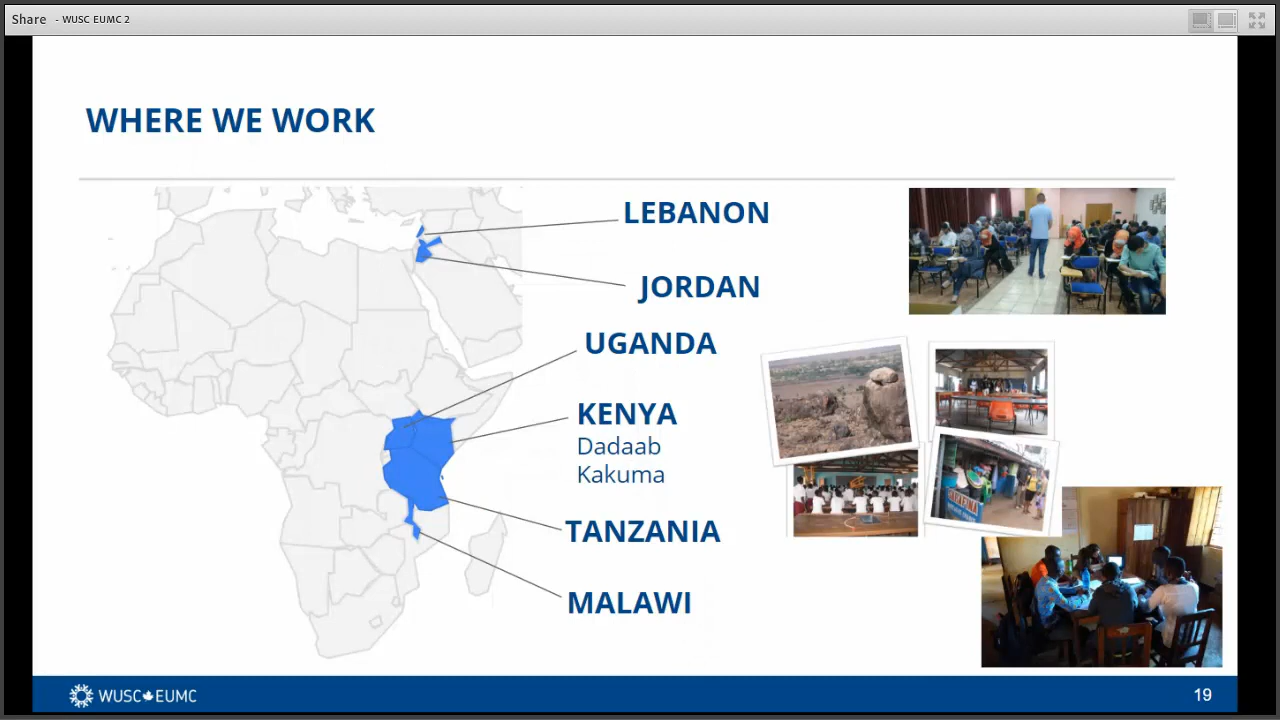 Share - WUSC EUMC 2
WHERE WE WORK
LEBANON
JORDAN
UGANDA
KENYA
Dadaab
Kakuma
TANZANIA
MALAWI
WUSC EUMC
19